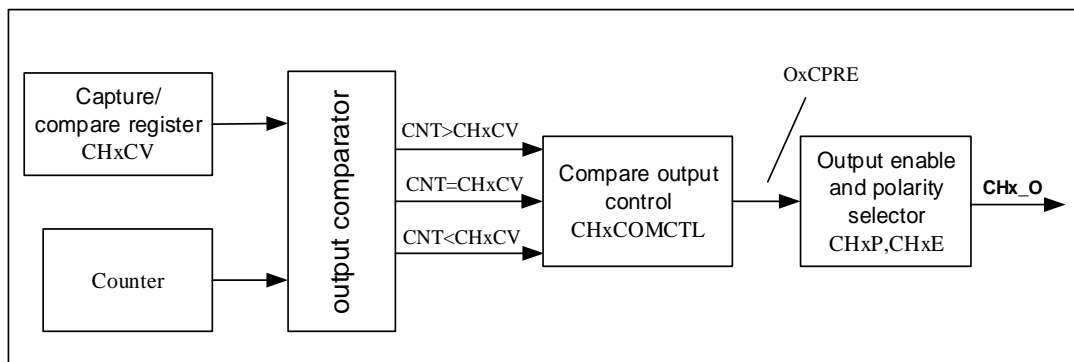 Capture/
compare register
CHxCV
Counter
output comparator
CNT>CHxCV
CNT=CHxCV
CNT<CHxCV
Compare output
control
CHxCOMCTL
OxCPRE
Output enable
and polarity
selector
CHxP,CHxE
CHx_O